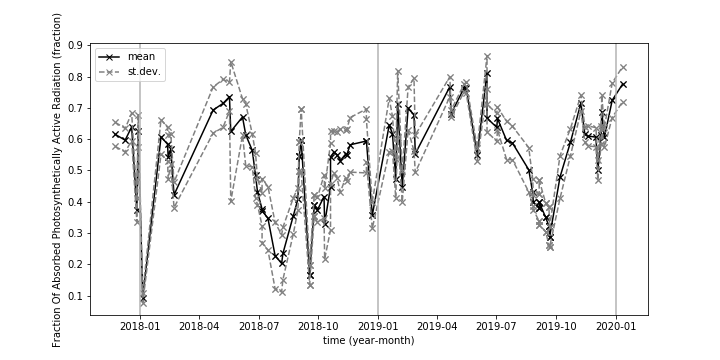 Fraction Of Absorbed Photosynthetically Active Radiation (fraction)
0.9
0.8
0.7
0.6
0.5
0.4
0.3
0.2
0.1
mean
st.dev.
2018-01 2018-04 2018-07 2018-10 2019-01 2019-04 2019-07 2019-10 2020-01
time (year-month)